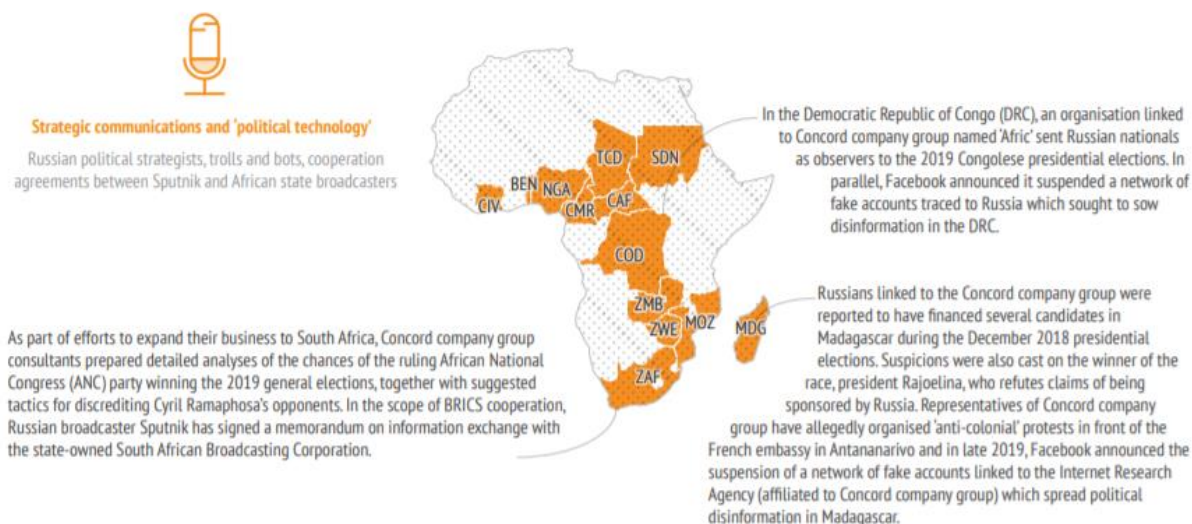 Strategic communications and 'political technology'
Russian political strategists, trolls and bots, cooperation
agreements between Sputnik and African state broadcasters
In the Democratic Republic of Congo (DRC), an organisation linked
to Concord company group named 'Afric' sent Russian nationals
as observers to the 2019 Congolese presidential elections. In
parallel, Facebook announced it suspended a network of
fake accounts traced to Russia which sought to sow
disinformation in the DRC.
TCD
SDN
BEN
NGA
CIV
CMR
CAF
COD
ZMB
ZWE
MOZ
MDG
ZAF
As part of efforts to expand their business to South Africa, Concord company group
consultants prepared detailed analyses of the chances of the ruling African National
Congress (ANC) party winning the 2019 general elections, together with suggested
tactics for discrediting Cyril Ramaphosa's opponents. In the scope of BRICS cooperation,
Russian broadcaster Sputnik has signed a memorandum on information exchange with
the state-owned South African Broadcasting Corporation.
Russians linked to the Concord company group were
reported to have financed several candidates in
Madagascar during the December 2018 presidential
elections. Suspicions were also cast on the winner of the
race, president Rajoelina, who refutes claims of being
sponsored by Russia. Representatives of Concord company
group have allegedly organised 'anti-colonial' protests in front of the
French embassy in Antananarivo and in late 2019, Facebook announced the
suspension of a network of fake accounts linked to the Internet Research
Agency (affiliated to Concord company group) which spread political
disinformation in Madagascar.